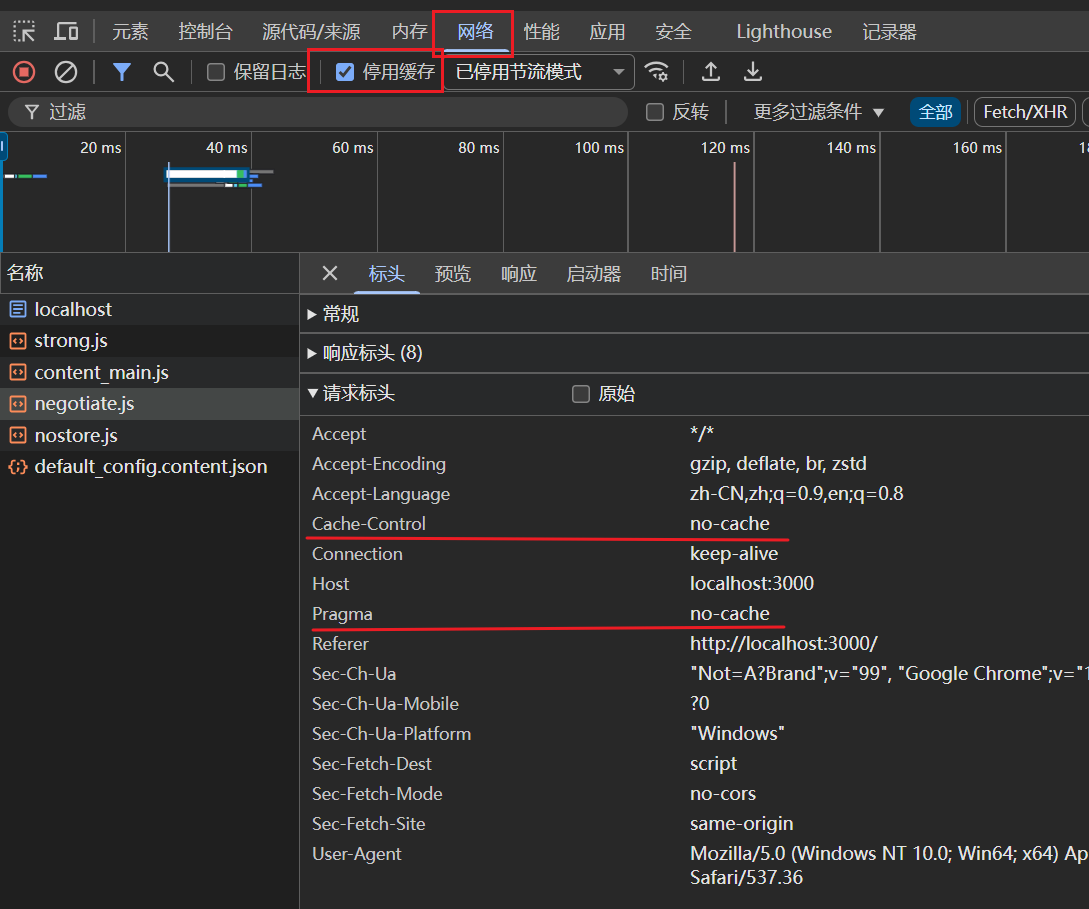 元素 控制台 源代码/来源 内存 网络 性能 应用 安全 Lighthouse 记录器
保留日志 停用缓存 已停用节流模式
过滤 反转 更多过滤条件 全部 Fetch/XHR
20 ms 40 ms 60 ms 80 ms 100 ms 120 ms 140 ms 160 ms
名称 标头 预览 响应 启动器 时间
localhost
strong.js
content_main.js
negotiate.js
nostore.js
default_config.content.json
常规
响应标头 (8)
请求标头 原始
Accept */*
Accept-Encoding gzip, deflate, br, zstd
Accept-Language zh-CN,zh;q=0.9,en;q=0.8
Cache-Control no-cache
Connection keep-alive
Host localhost:3000
Pragma no-cache
Referer http://localhost:3000/
Sec-Ch-Ua "Not=A?Brand";v="99", "Google Chrome";v="1
Sec-Ch-Ua-Mobile ?0
Sec-Ch-Ua-Platform "Windows"
Sec-Fetch-Dest script
Sec-Fetch-Mode no-cors
Sec-Fetch-Site same-origin
User-Agent Mozilla/5.0 (Windows NT 10.0; Win64; x64) Ap
Safari/537.36